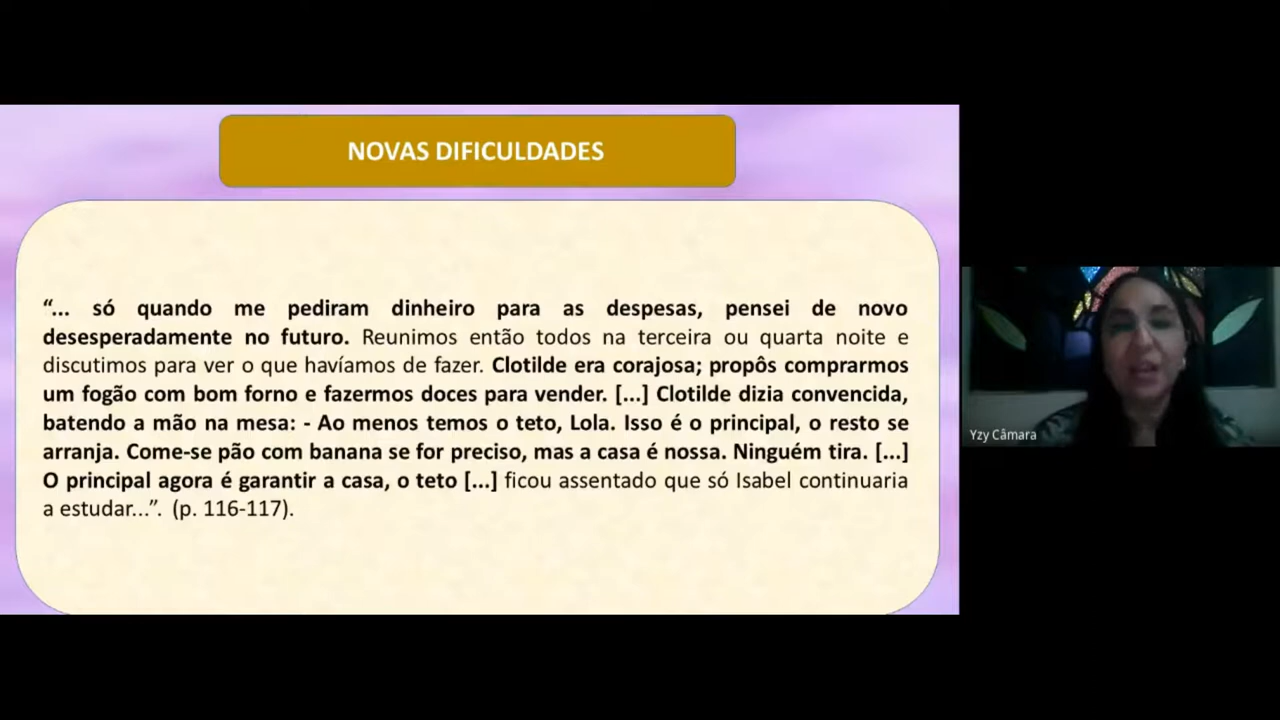 NOVAS DIFICULDADES
“... só quando me pediram dinheiro para as despesas, pensei de novo
desesperadamente no futuro. Reunimos então todos na terceira ou quarta noite e
discutimos para ver o que havíamos de fazer. Clotilde era corajosa; propôs comprarmos
um fogão com bom forno e fazermos doces para vender. [...] Clotilde dizia convencida,
batendo a mão na mesa: - Ao menos temos o teto, Lola. Isso é o principal, o resto se
arranja. Come-se pão com banana se for preciso, mas a casa é nossa. Ninguém tira. [...]
O principal agora é garantir a casa, o teto [...] ficou assentado que só Isabel continuaria
a estudar...”. (p. 116-117).
Yzy Câmara